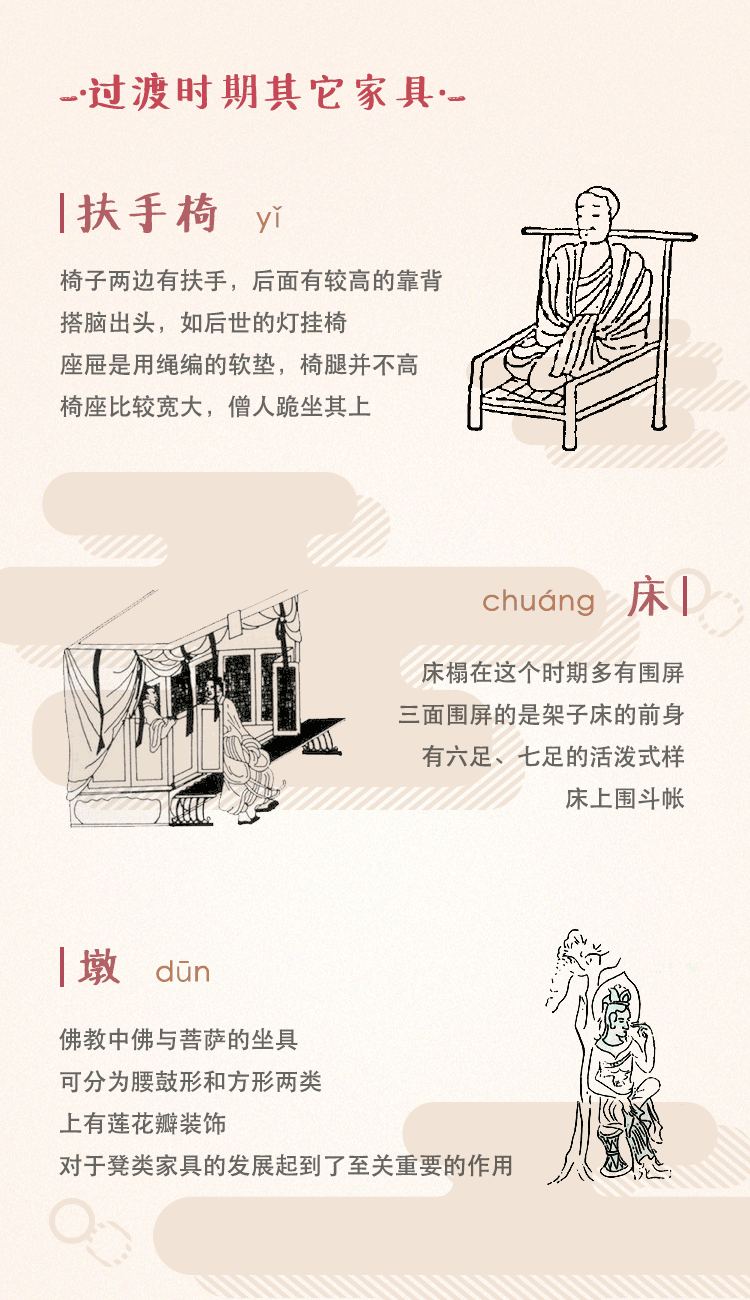 过渡时期其它家具
扶手椅 yǐ
椅子两边有扶手，后面有较高的靠背
搭脑出头，如后世的灯挂椅
座屉是用绳编的软垫，椅腿并不高
椅座比较宽大，僧人跪坐其上
chuáng 床
床榻在这个时期多有围屏
三面围屏的是架子床的前身
有六足、七足的活泼式样
床上围斗帐
墩 dūn
佛教中佛与菩萨的坐具
可分为腰鼓形和方形两类
上有莲花瓣装饰
对于凳类家具的发展起到了至关重要的作用